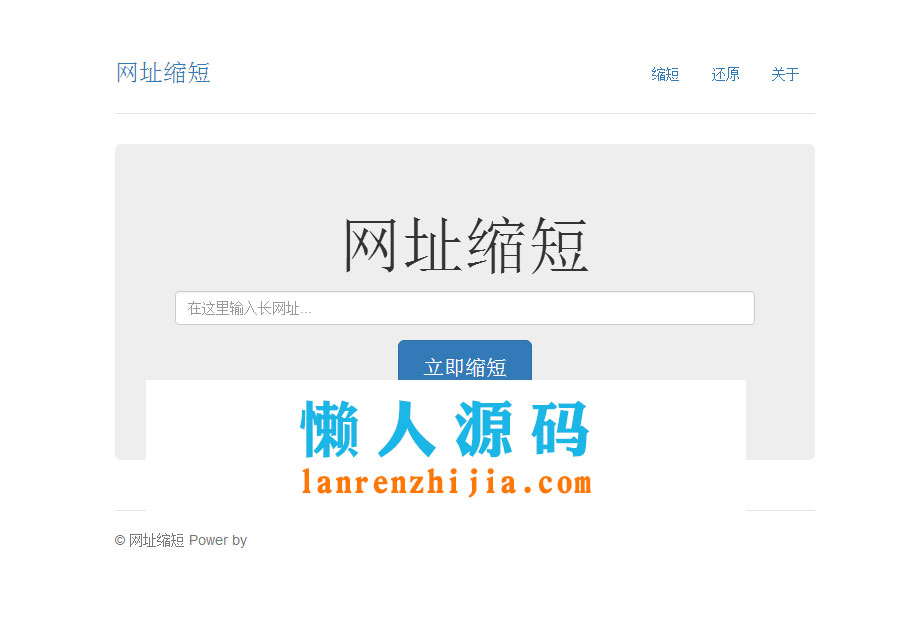 网址缩短
缩短 还原 关于
网址缩短
在这里输入长网址...
立即缩短
懒人源码
lanrenzhijia.com
© 网址缩短 Power by